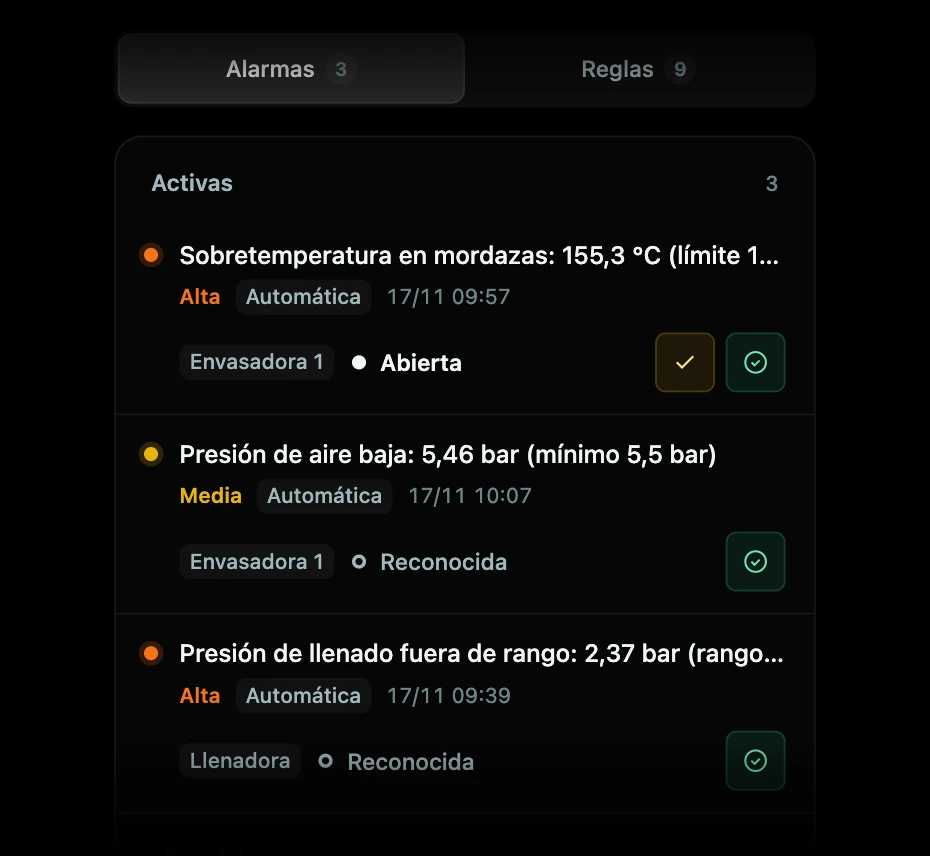 Alarmas 3
Reglas 9
Activas 3
Sobretemperatura en mordazas: 155,3 °C (límite 1...
Alta Automática 17/11 09:57
Envasadora 1 Abierta
Presión de aire baja: 5,46 bar (mínimo 5,5 bar)
Media Automática 17/11 10:07
Envasadora 1 Reconocida
Presión de llenado fuera de rango: 2,37 bar (rango...
Alta Automática 17/11 09:39
Llenadora Reconocida